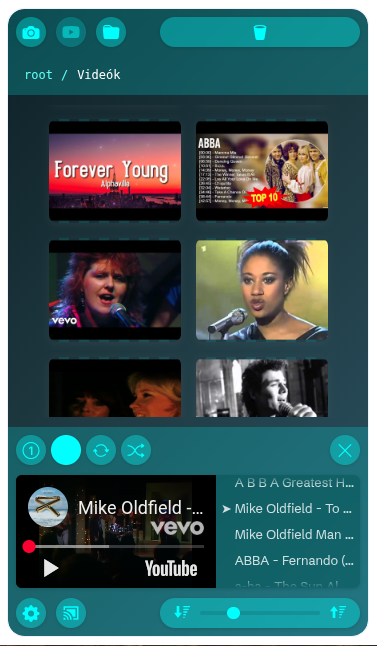 root / Videók
Forever Young
Alphaville
ABBA
TOP 10
vevo
1
Mike Oldfield -...
vevo
YouTube
A B B A Greatest H...
➤ Mike Oldfield - To ...
Mike Oldfield Man ...
ABBA - Fernando (...
a-ha - The Sun Al...